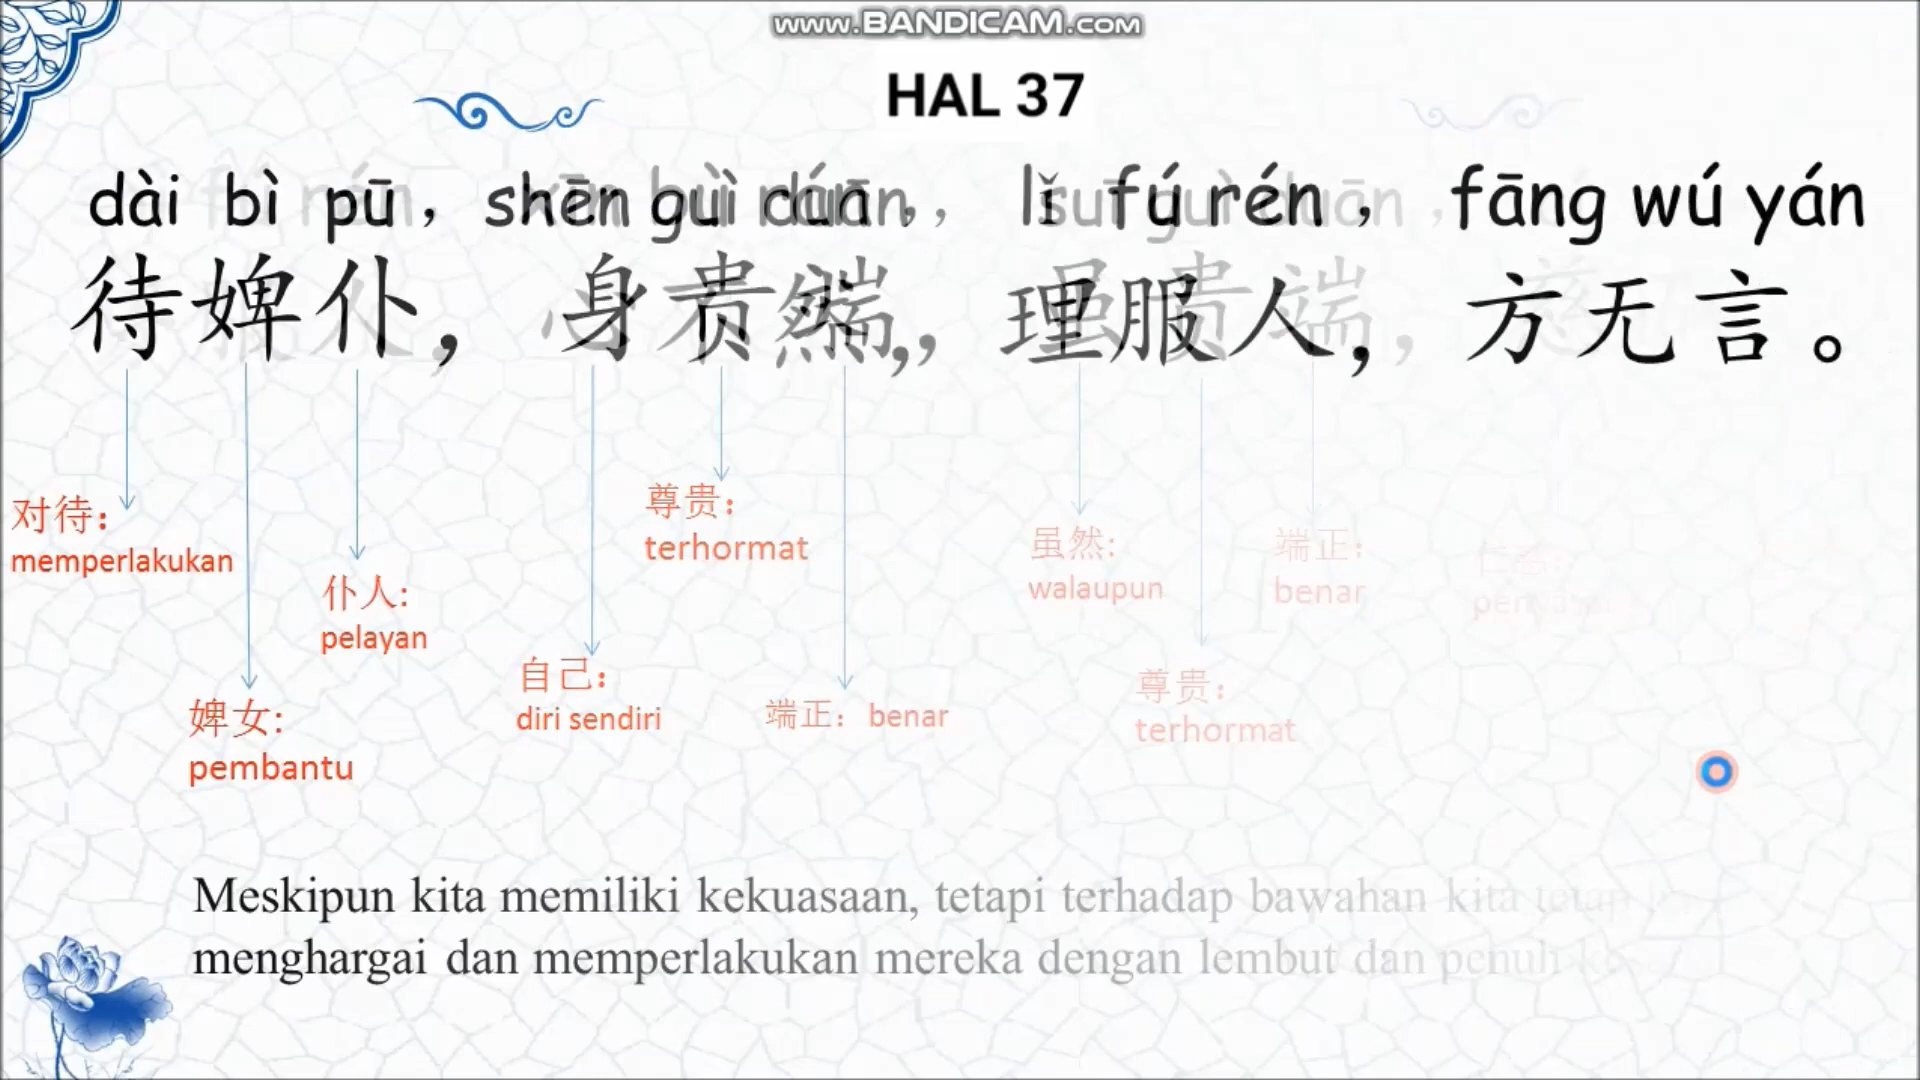 www.BANDICAM.com
HAL 37
dài bì pū， shēn guì duān， lǐ fú rén， fāng wú yán
待婢仆， 身贵端， 理服人， 方无言。
对待：
memperlakukan
婢女:
pembantu
仆人:
pelayan
自己：
diri sendiri
尊贵：
terhormat
端正：benar
虽然:
walaupun
尊贵：
terhormat
端正：
benar
Meskipun kita memiliki kekuasaan, tetapi terhadap bawahan kita tetap
menghargai dan memperlakukan mereka dengan lembut dan penuh